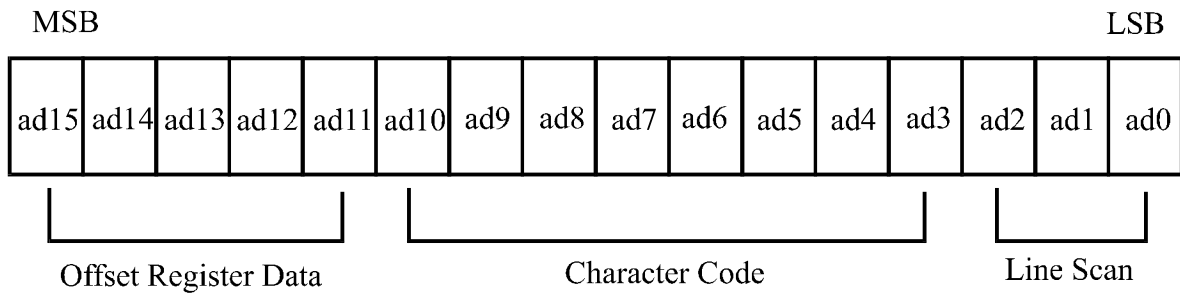 MSB LSB
ad15 ad14 ad13 ad12 ad11 ad10 ad9 ad8 ad7 ad6 ad5 ad4 ad3 ad2 ad1 ad0
Offset Register Data Character Code Line Scan